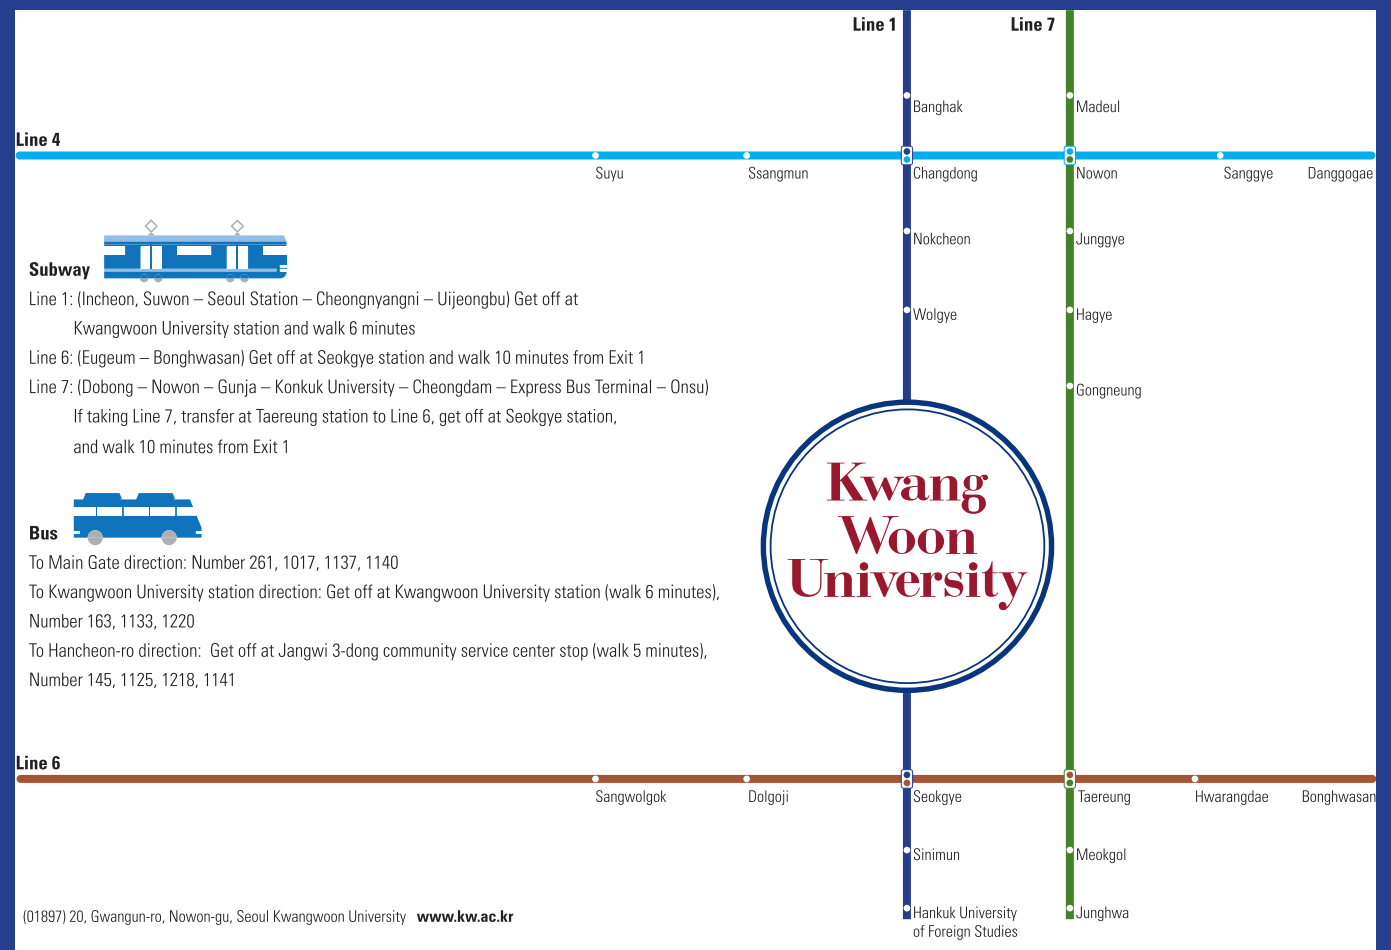 Line 1
Line 7
Banghak
Madeul
Line 4
Suyu
Ssangmun
Changdong
Nowon
Sanggye
Danggogae
Nokcheon
Junggye
Subway
Line 1: (Incheon, Suwon – Seoul Station – Cheongnyangni – Uijeongbu) Get off at
Kwangwoon University station and walk 6 minutes
Line 6: (Eugeum – Bonghwasan) Get off at Seokgye station and walk 10 minutes from Exit 1
Line 7: (Dobong – Nowon – Gunja – Konkuk University – Cheongdam – Express Bus Terminal – Onsu)
If taking Line 7, transfer at Taereung station to Line 6, get off at Seokgye station,
and walk 10 minutes from Exit 1
Wolgye
Hagye
Gongneung
Kwang
Woon
University
Bus
To Main Gate direction: Number 261, 1017, 1137, 1140
To Kwangwoon University station direction: Get off at Kwangwoon University station (walk 6 minutes),
Number 163, 1133, 1220
To Hancheon-ro direction:  Get off at Jangwi 3-dong community service center stop (walk 5 minutes),
Number 145, 1125, 1218, 1141
Line 6
Sangwolgok
Dolgoji
Seokgye
Taereung
Hwarangdae
Bonghwasan
Sinimun
Meokgol
Hankuk University
of Foreign Studies
Junghwa
(01897) 20, Gwangun-ro, Nowon-gu, Seoul Kwangwoon University www.kw.ac.kr